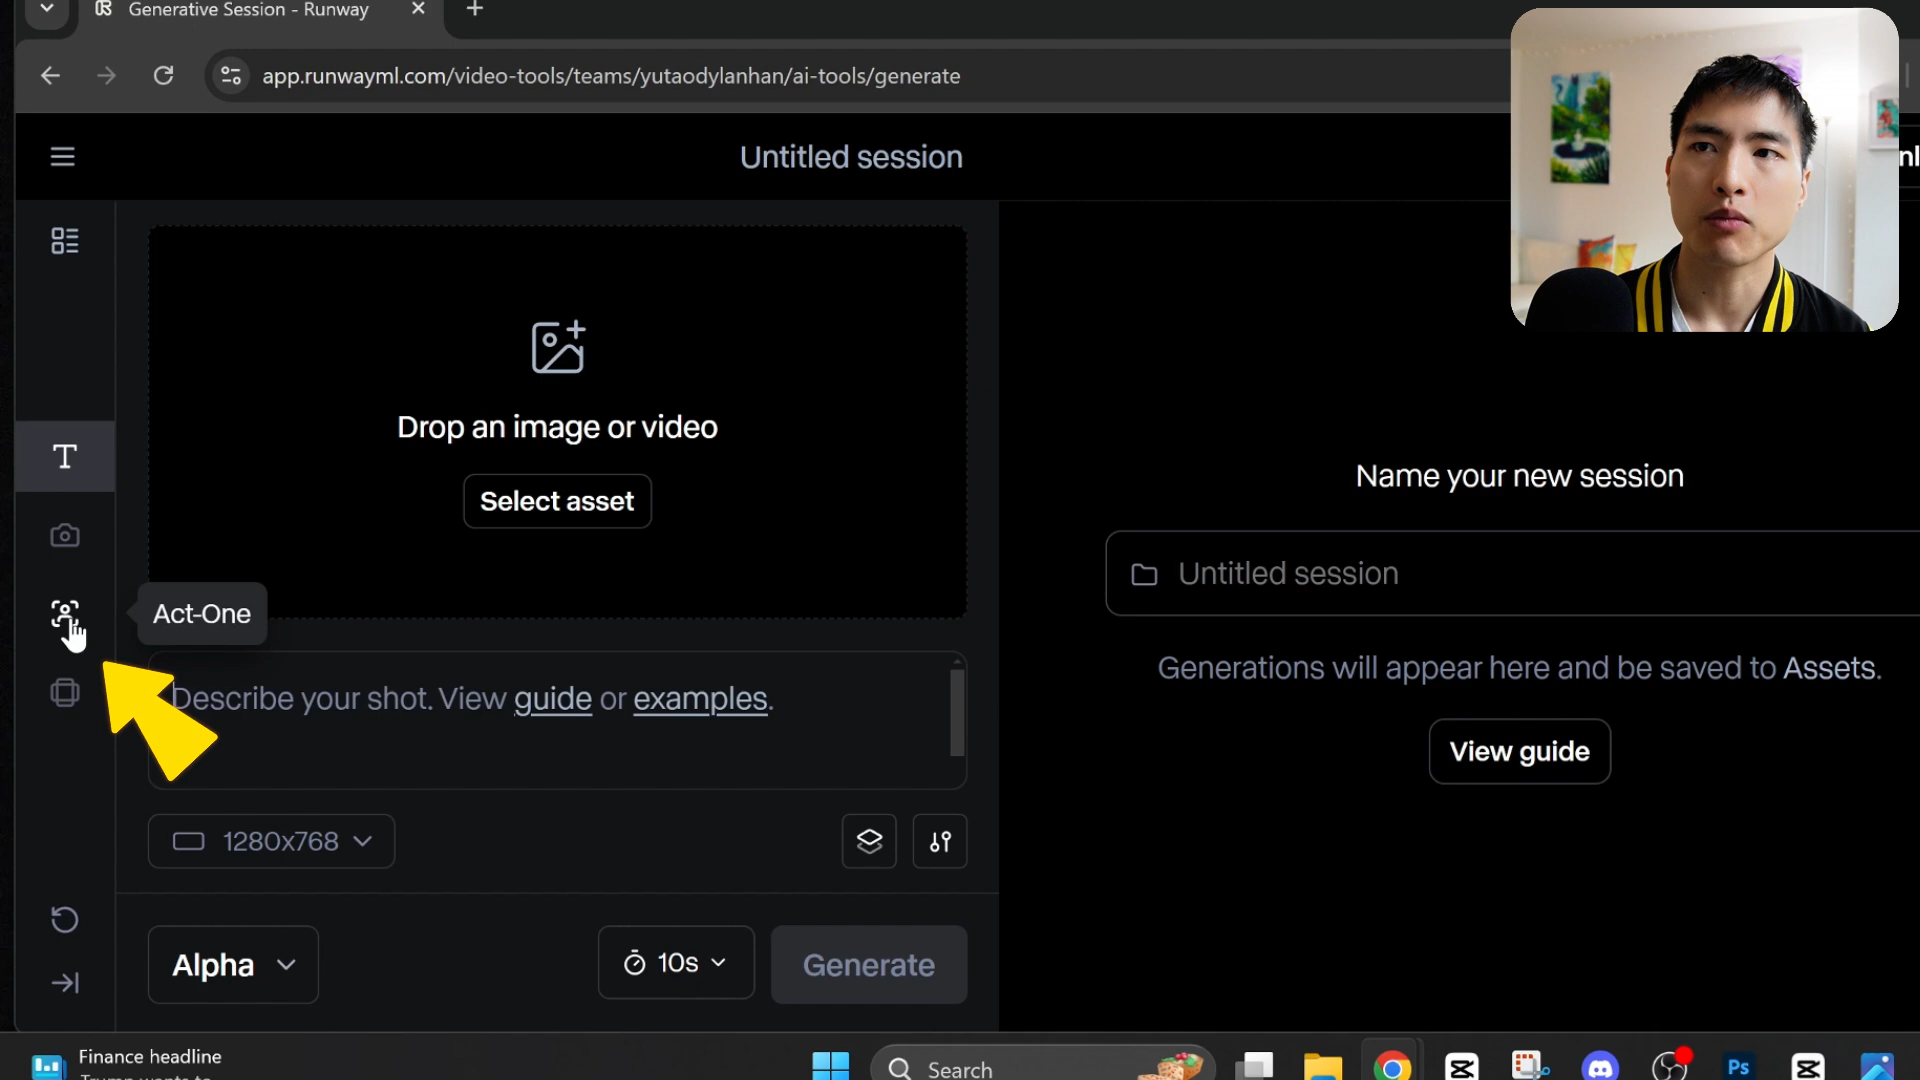 Generative Session - Runway
app.runwayml.com/video-tools/teams/yutaodylanhan/ai-tools/generate
Untitled session
Drop an image or video
Select asset
T
Act-One
Describe your shot. View guide or examples.
1280x768
Alpha
10s
Generate
Name your new session
Untitled session
Generations will appear here and be saved to Assets.
View guide
Finance headline
Search
Ps